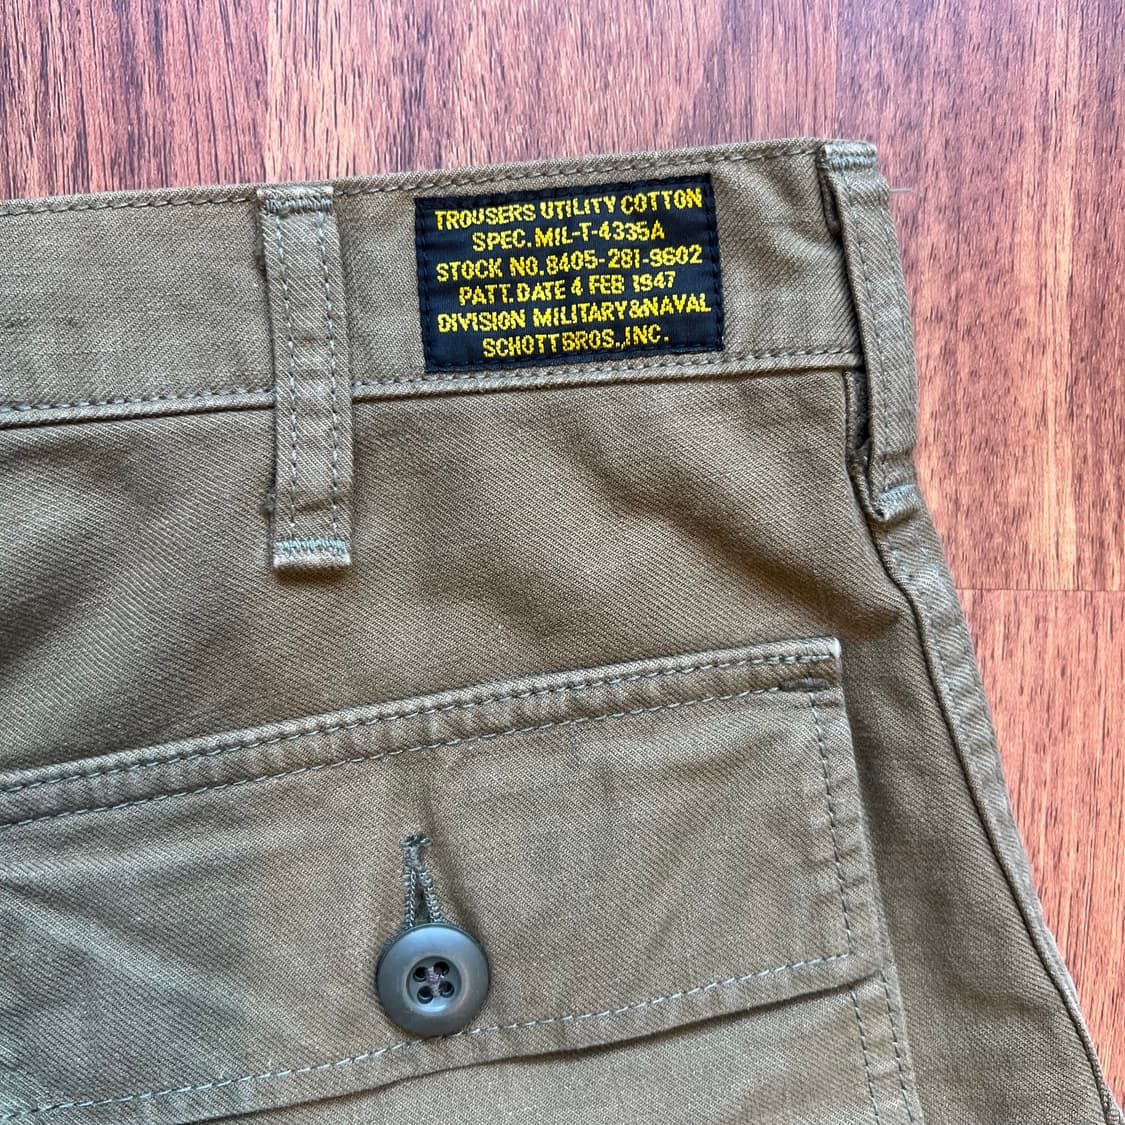 TROUSERS UTILITY COTTON
SPEC. MIL-T-4335A
STOCK NO. 8405-281-9602
PATT. DATE 4 FEB 1947
DIVISION MILITARY&NAVAL
SCHOTT BROS., INC.